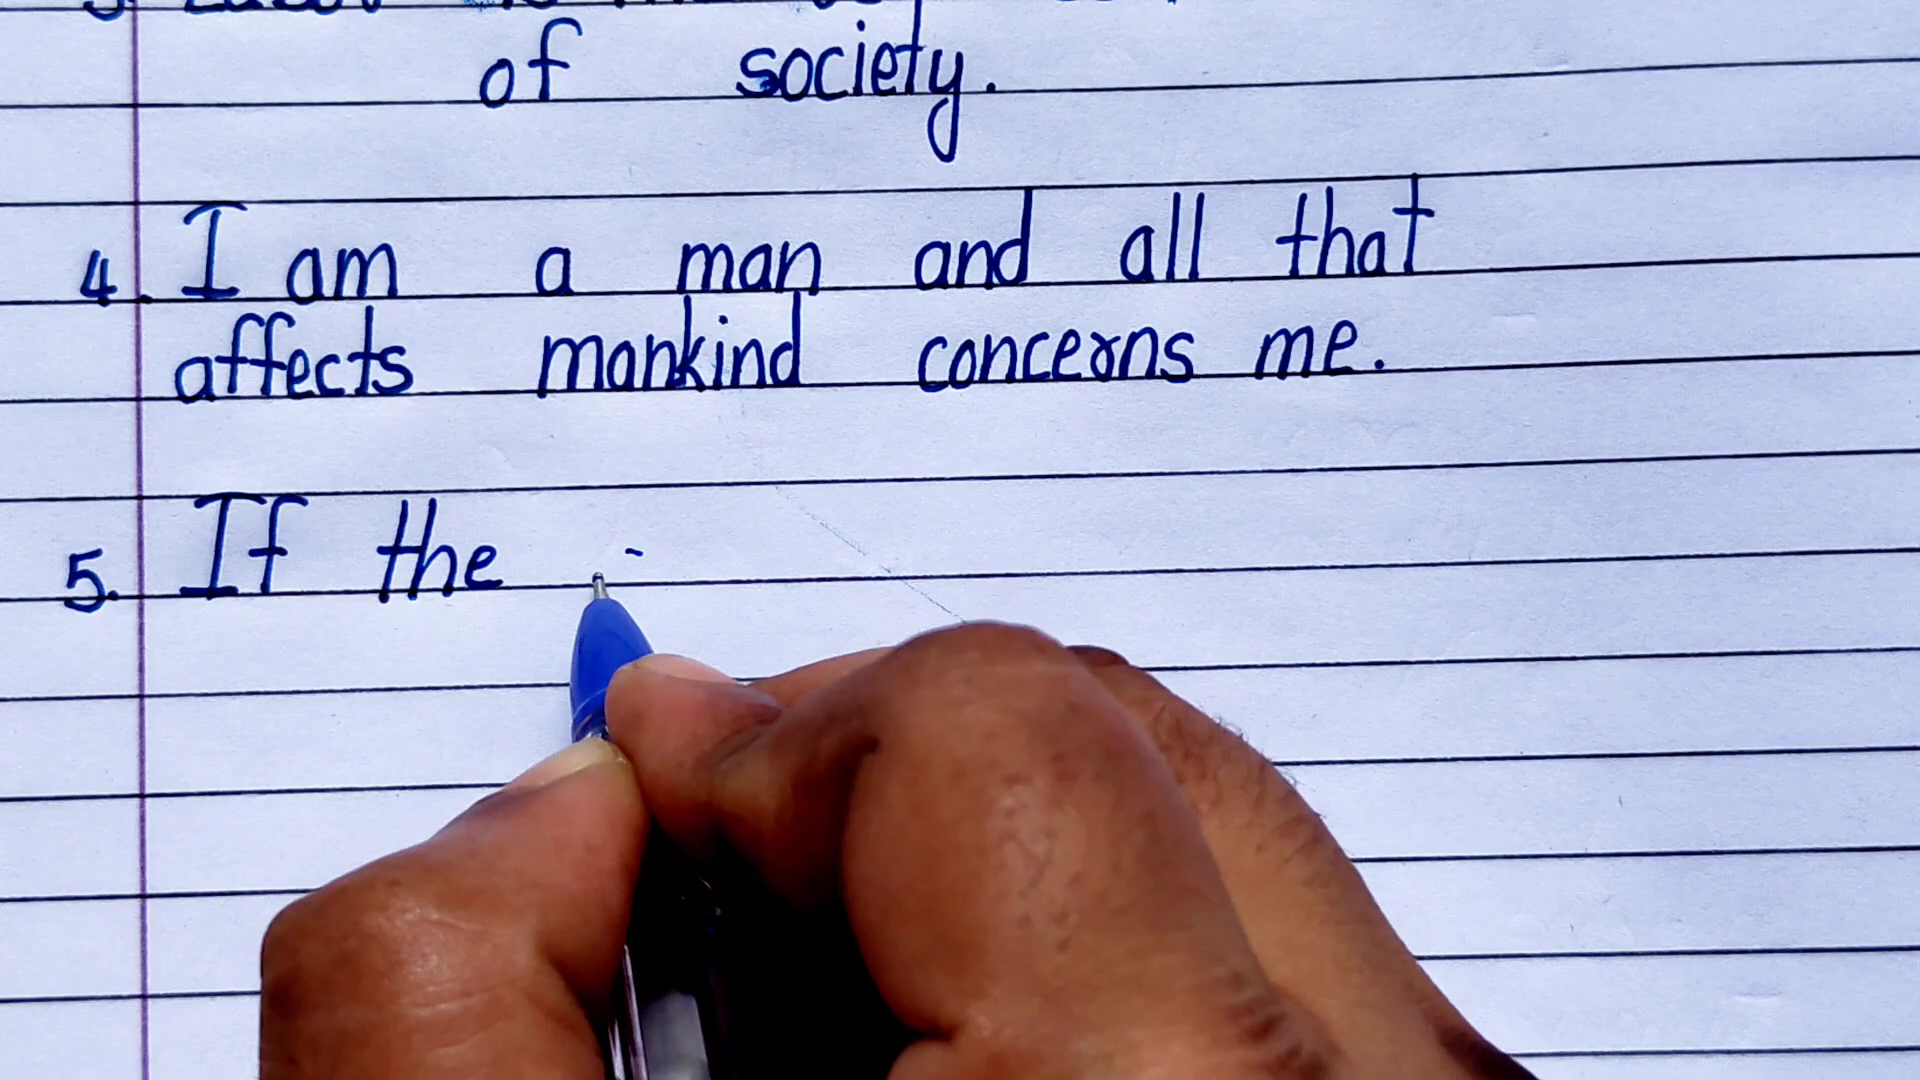 of society.
4. I am a man and all that
affects mankind concerns me.
5. If the